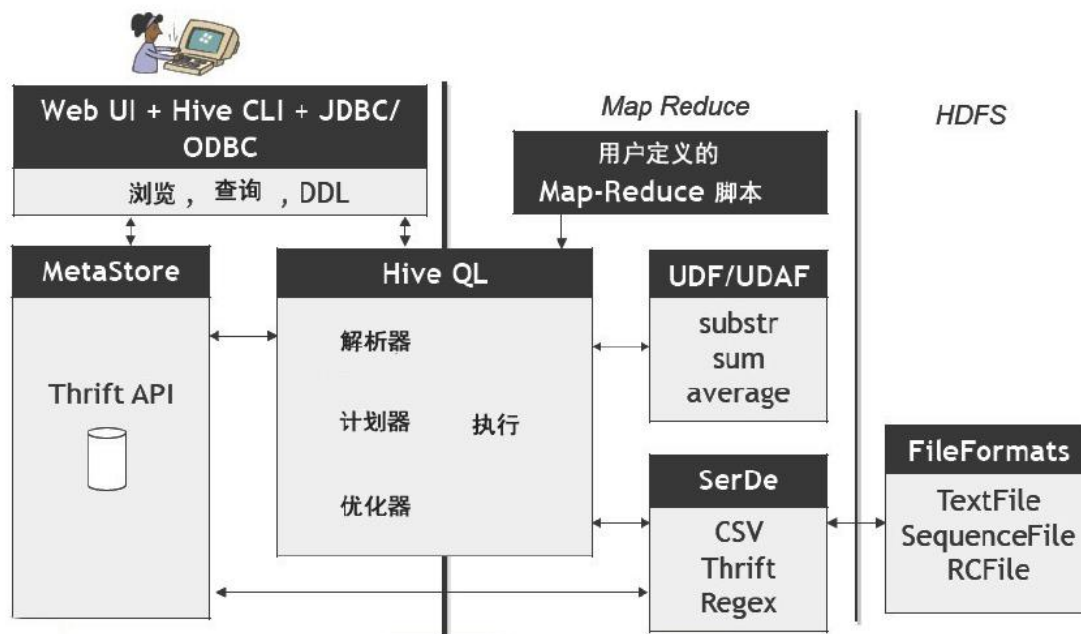 Web UI + Hive CLI + JDBC/
ODBC
浏览 ，查询 ，DDL
Map Reduce
用户定义的
Map-Reduce 脚本
HDFS
MetaStore
Thrift API
Hive QL
解析器
计划器
执行
优化器
UDF/UDAF
substr
sum
average
SerDe
CSV
Thrift
Regex
FileFormats
TextFile
SequenceFile
RCFile